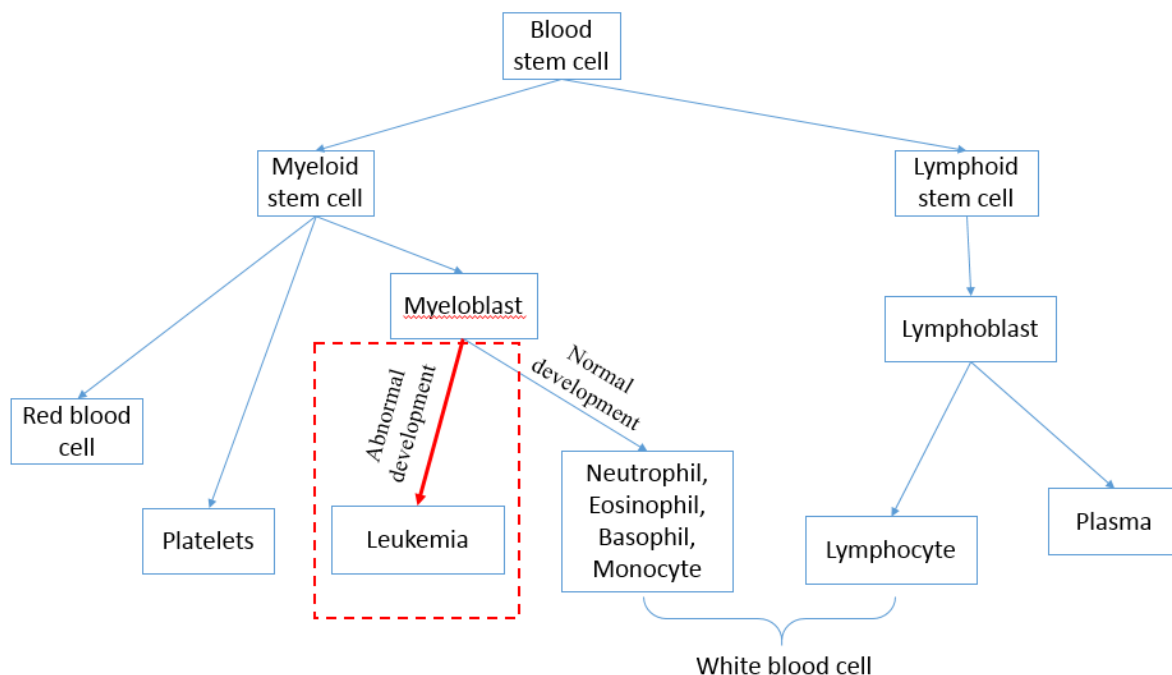 Blood
stem cell
Myeloid
stem cell
Lymphoid
stem cell
Myeloblast
Lymphoblast
Abnormal
development
Normal
development
Red blood
cell
Platelets
Leukemia
Neutrophil,
Eosinophil,
Basophil,
Monocyte
Lymphocyte
Plasma
White blood cell